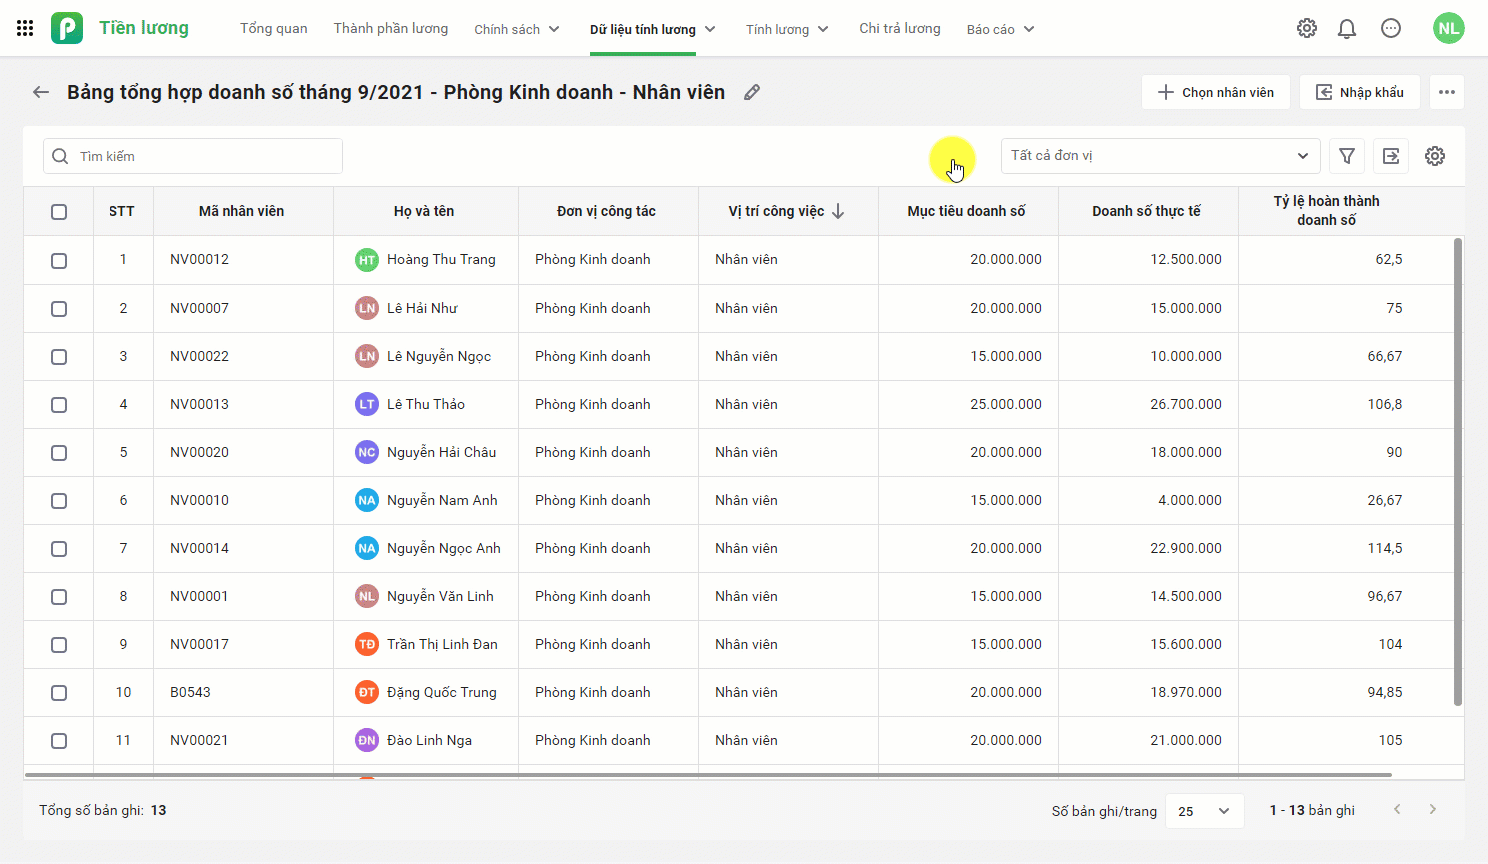 Tiền lương Tổng quan Thành phần lương Chính sách Dữ liệu tính lương Tính lương Chi trả lương Báo cáo NL
Bảng tổng hợp doanh số tháng 9/2021 - Phòng Kinh doanh - Nhân viên Chọn nhân viên Nhập khẩu
Tìm kiếm Tất cả đơn vị
STT Mã nhân viên Họ và tên Đơn vị công tác Vị trí công việc Mục tiêu doanh số Doanh số thực tế Tỷ lệ hoàn thành
doanh số
1 NV00012 HT Hoàng Thu Trang Phòng Kinh doanh Nhân viên 20.000.000 12.500.000 62,5
2 NV00007 LN Lê Hải Như Phòng Kinh doanh Nhân viên 20.000.000 15.000.000 75
3 NV00022 LN Lê Nguyễn Ngọc Phòng Kinh doanh Nhân viên 15.000.000 10.000.000 66,67
4 NV00013 LT Lê Thu Thảo Phòng Kinh doanh Nhân viên 25.000.000 26.700.000 106,8
5 NV00020 NC Nguyễn Hải Châu Phòng Kinh doanh Nhân viên 20.000.000 18.000.000 90
6 NV00010 NA Nguyễn Nam Anh Phòng Kinh doanh Nhân viên 15.000.000 4.000.000 26,67
7 NV00014 NA Nguyễn Ngọc Anh Phòng Kinh doanh Nhân viên 20.000.000 22.900.000 114,5
8 NV00001 NL Nguyễn Văn Linh Phòng Kinh doanh Nhân viên 15.000.000 14.500.000 96,67
9 NV00017 TĐ Trần Thị Linh Đan Phòng Kinh doanh Nhân viên 15.000.000 15.600.000 104
10 B0543 ĐT Đặng Quốc Trung Phòng Kinh doanh Nhân viên 20.000.000 18.970.000 94,85
11 NV00021 ĐN Đào Linh Nga Phòng Kinh doanh Nhân viên 20.000.000 21.000.000 105
Tổng số bản ghi: 13 Số bản ghi/trang 25 1 - 13 bản ghi